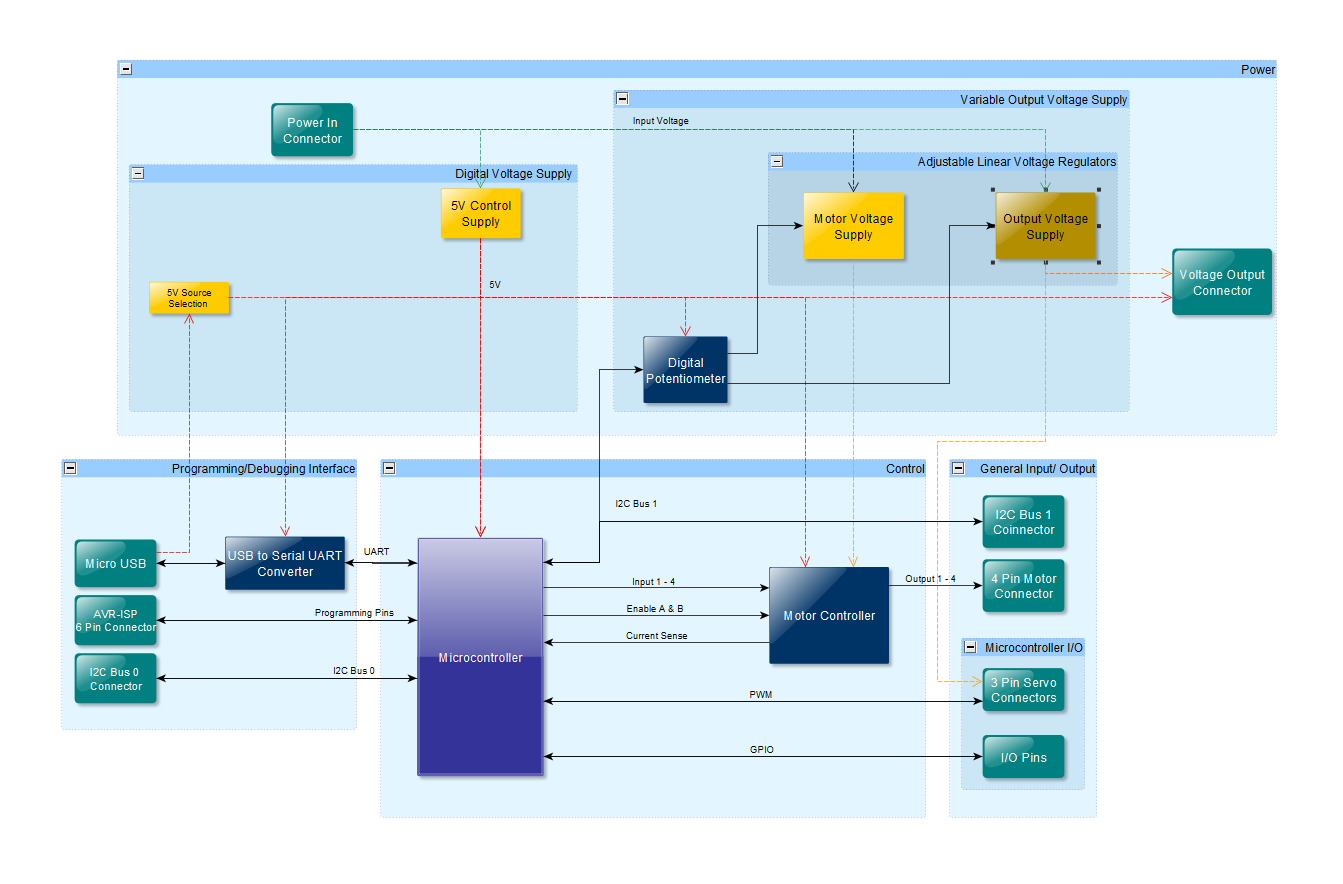 Power
Variable Output Voltage Supply
Power In
Connector
Input Voltage
Adjustable Linear Voltage Regulators
Digital Voltage Supply
5V Control
Supply
Motor Voltage
Supply
Output Voltage
Supply
Voltage Output
Connector
5V
5V Source
Selection
Digital
Potentiometer
Programming/Debugging Interface
Control
General Input/ Output
I2C Bus 1
I2C Bus 1
Coinnector
Micro USB
USB to Serial UART
Converter
UART
Input 1 - 4
Output 1 - 4
4 Pin Motor
Connector
AVR-ISP
6 Pin Connector
Programming Pins
Enable A & B
Motor Controller
Current Sense
Microcontroller
Microcontroller I/O
I2C Bus 0
Connector
I2C Bus 0
PWM
3 Pin Servo
Connectors
GPIO
I/O Pins